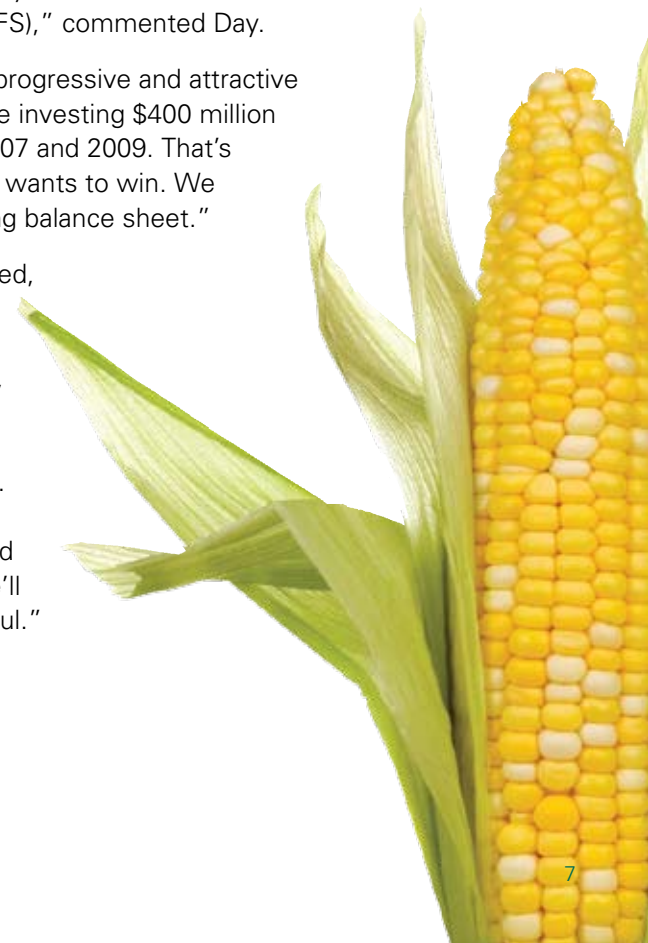 FS),” commented Day.
progressive and attractive
e investing $400 million
07 and 2009. That’s
wants to win. We
g balance sheet.”
ed,
.
d
’ll
ul.”
7